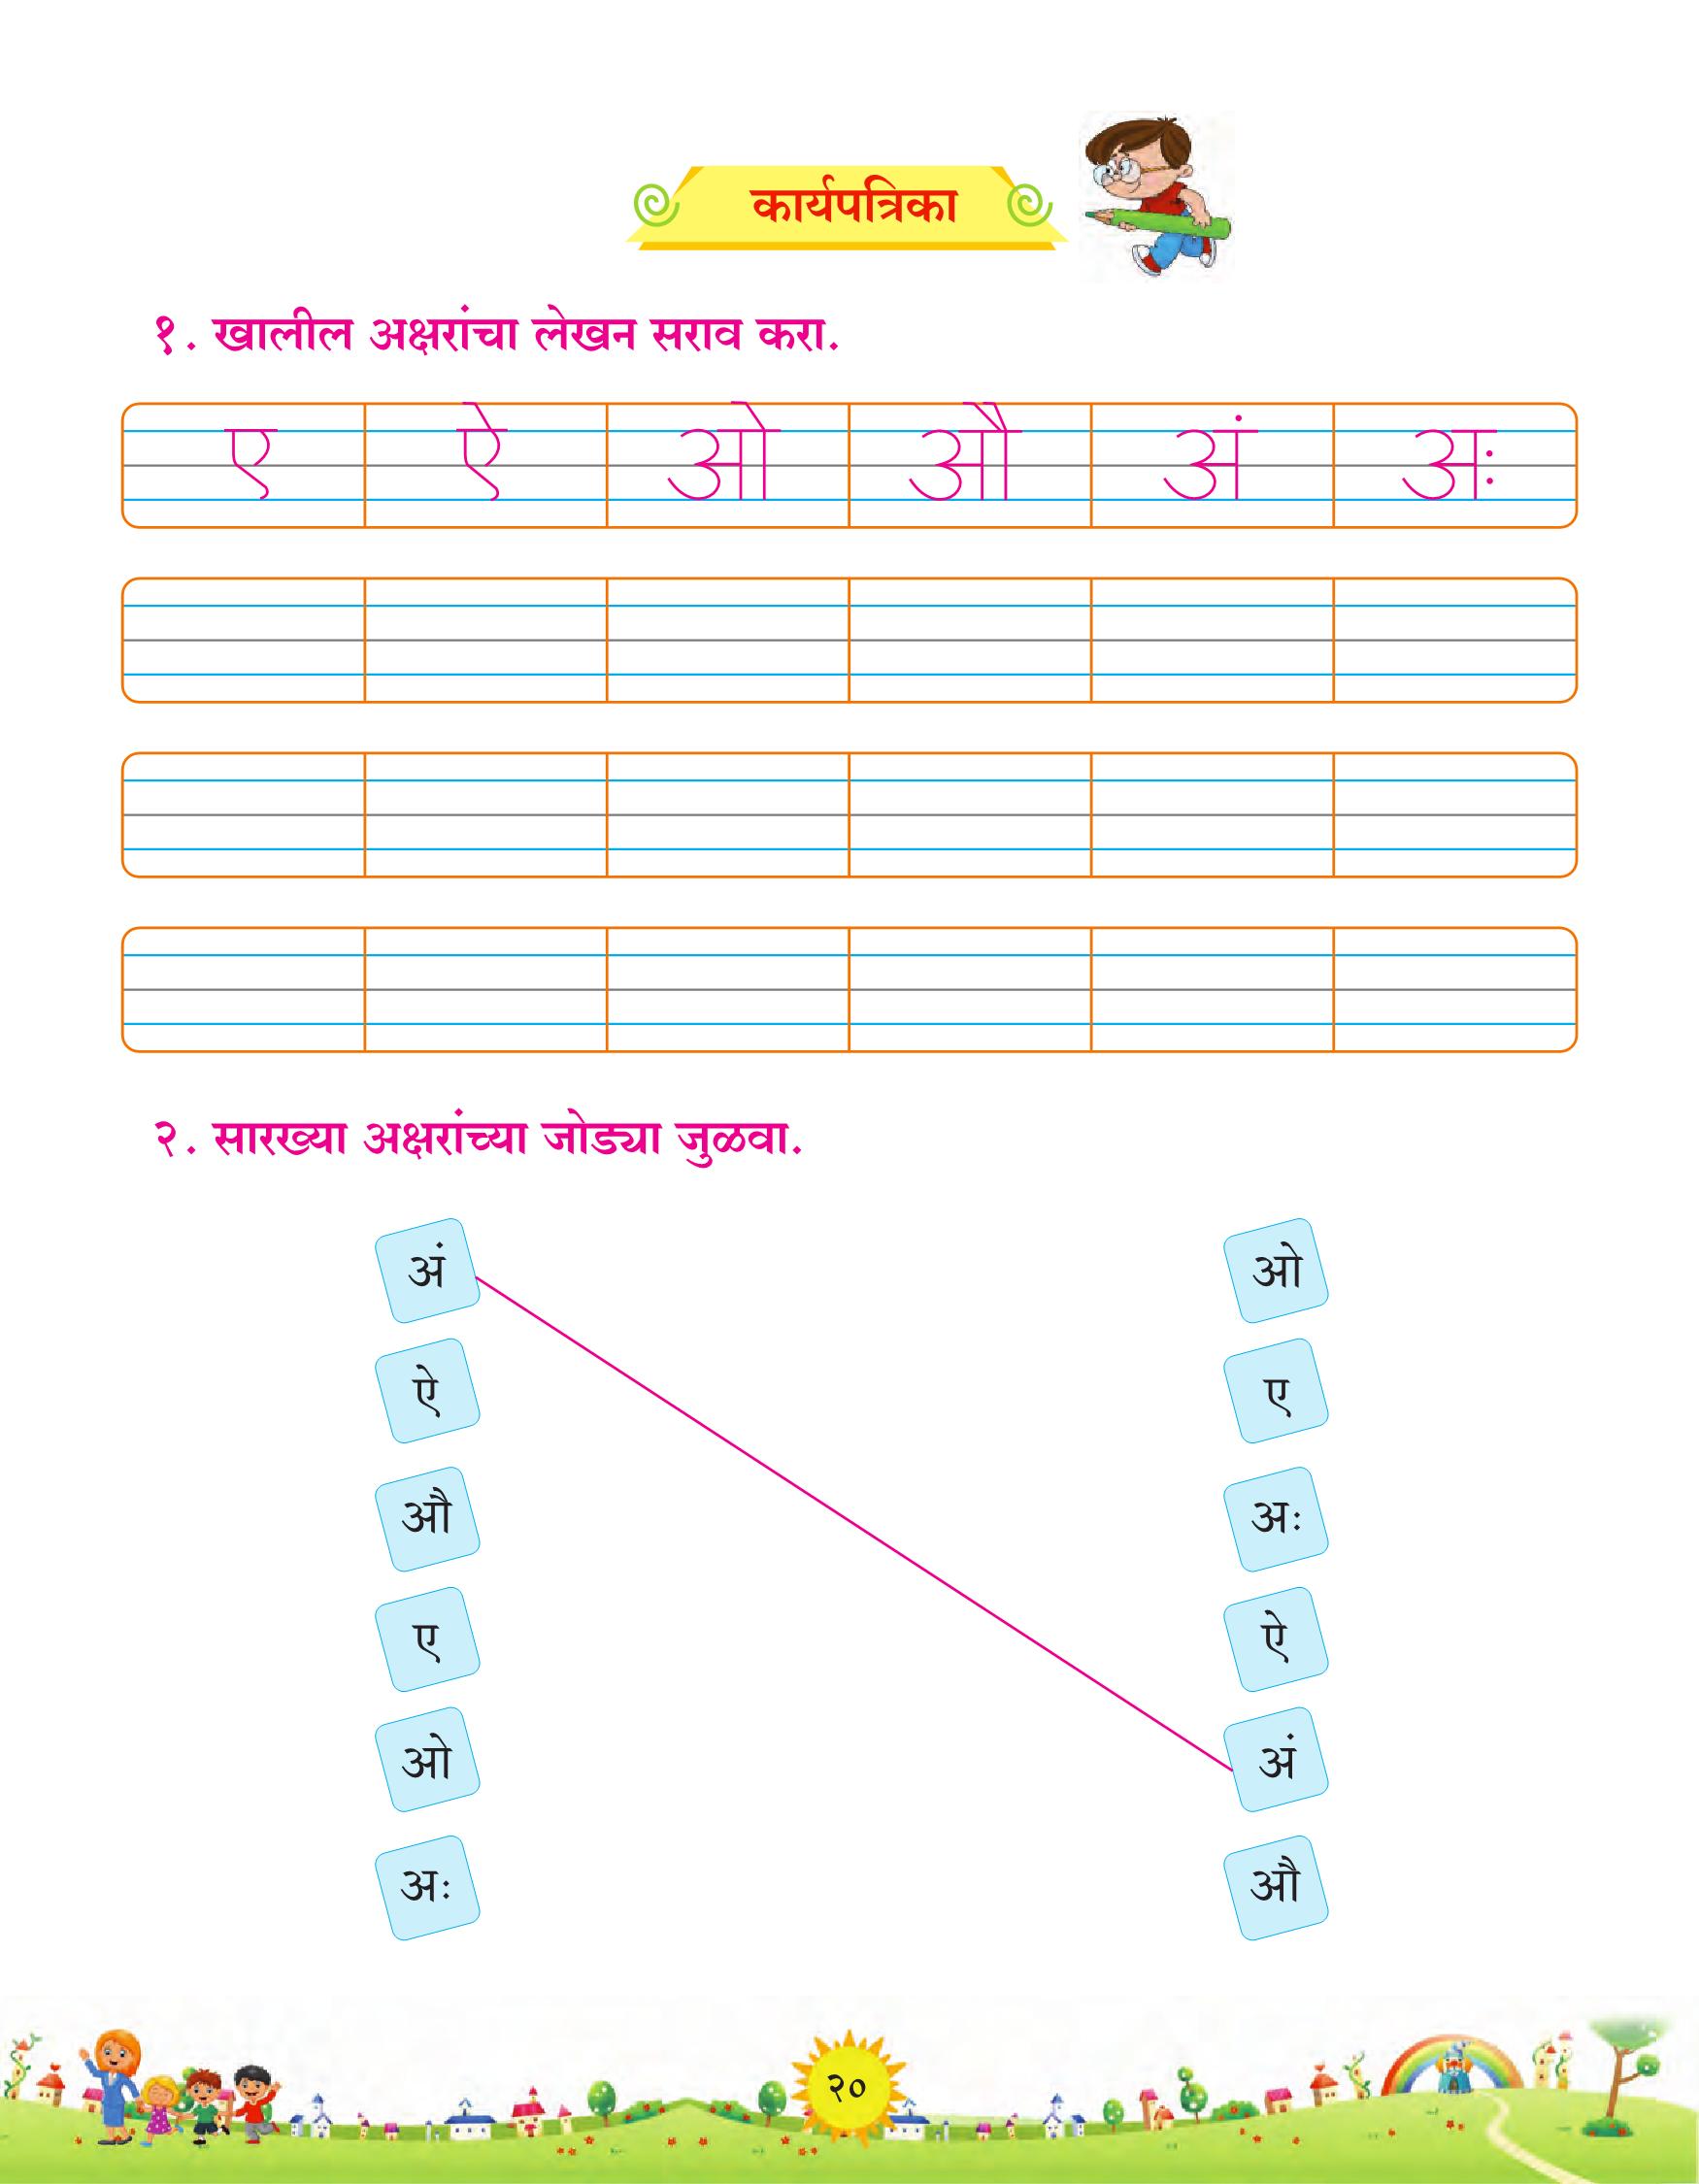 कार्यपत्रिका
१. खालील अक्षरांचा लेखन सराव करा.
ए ऐ ओ औ अं अः
२. सारख्या अक्षरांच्या जोड्या जुळवा.
अं ओ
ऐ ए
औ अः
ए ऐ
ओ अं
अः औ
२०